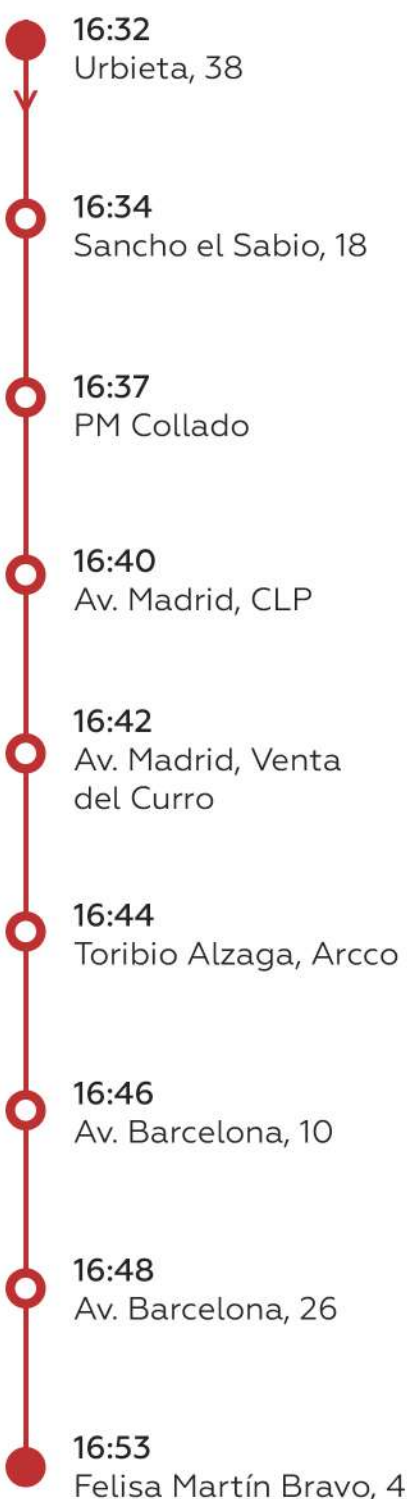 16:32
Urbieta, 38
16:34
Sancho el Sabio, 18
16:37
PM Collado
16:40
Av. Madrid, CLP
16:42
Av. Madrid, Venta
del Curro
16:44
Toribio Alzaga, Arcco
16:46
Av. Barcelona, 10
16:48
Av. Barcelona, 26
16:53
Felisa Martín Bravo, 4